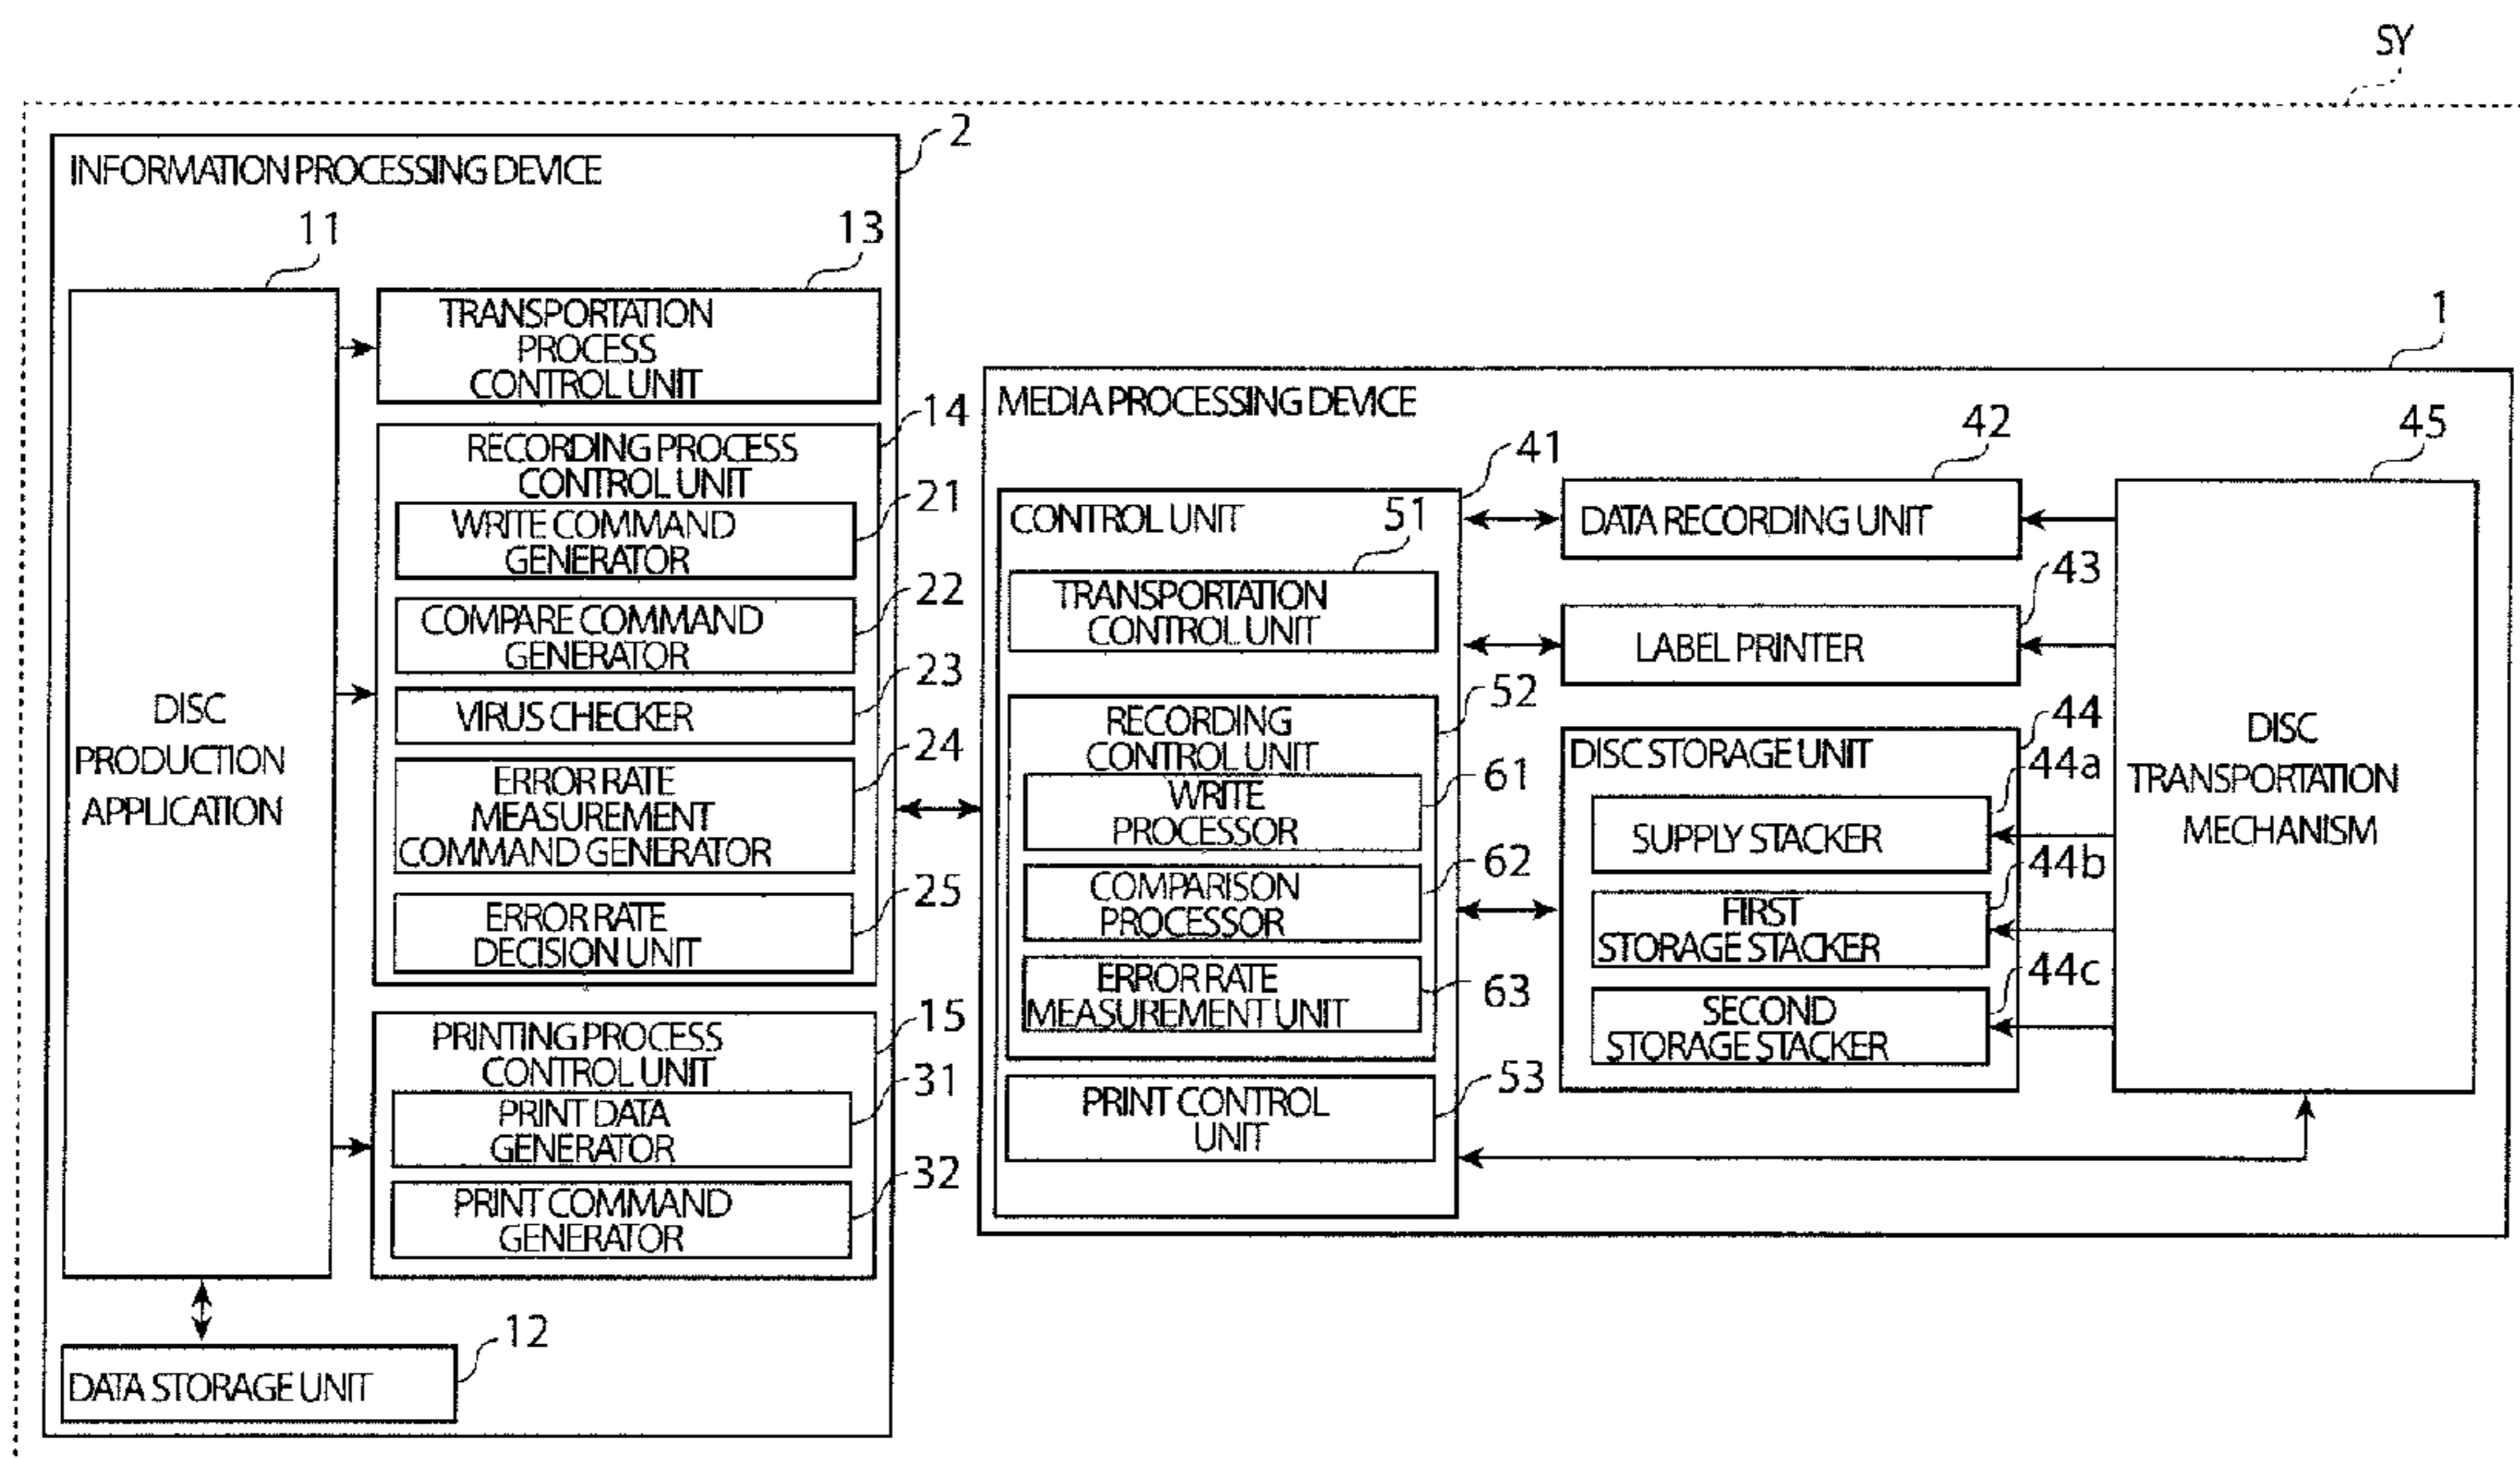 SY
2
INFORMATION PROCESSING DEVICE
11
13
TRANSPORTATION
PROCESS
CONTROL UNIT
14
RECORDING PROCESS
CONTROL UNIT
21
WRITE COMMAND
GENERATOR
22
COMPARE COMMAND
GENERATOR
23
VIRUS CHECKER
24
ERROR RATE
MEASUREMENT
COMMAND GENERATOR
25
ERROR RATE
DECISION UNIT
DISC
PRODUCTION
APPLICATION
15
PRINTING PROCESS
CONTROL UNIT
31
PRINT DATA
GENERATOR
32
PRINT COMMAND
GENERATOR
12
DATA STORAGE UNIT
1
MEDIA PROCESSING DEVICE
41
CONTROL UNIT
51
TRANSPORTATION
CONTROL UNIT
52
RECORDING
CONTROL UNIT
61
WRITE
PROCESSOR
62
COMPARISON
PROCESSOR
63
ERROR RATE
MEASUREMENT UNIT
53
PRINT CONTROL
UNIT
42
DATA RECORDING UNIT
43
LABEL PRINTER
44
DISC STORAGE UNIT
44a
SUPPLY STACKER
44b
FIRST
STORAGE STACKER
44c
SECOND
STORAGE STACKER
45
DISC
TRANSPORTATION
MECHANISM